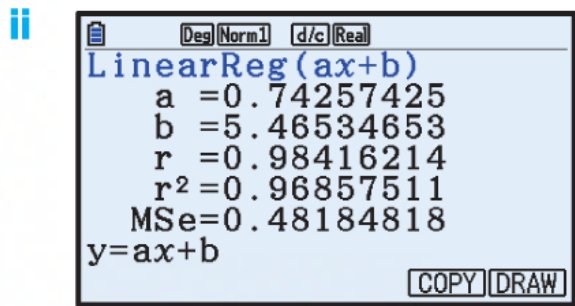 ii
Deg Norm1 d/c Real
LinearReg(ax+b)
a =0.74257425
b =5.46534653
r =0.98416214
r²=0.96857511
MSe=0.48184818
y=ax+b
COPY DRAW